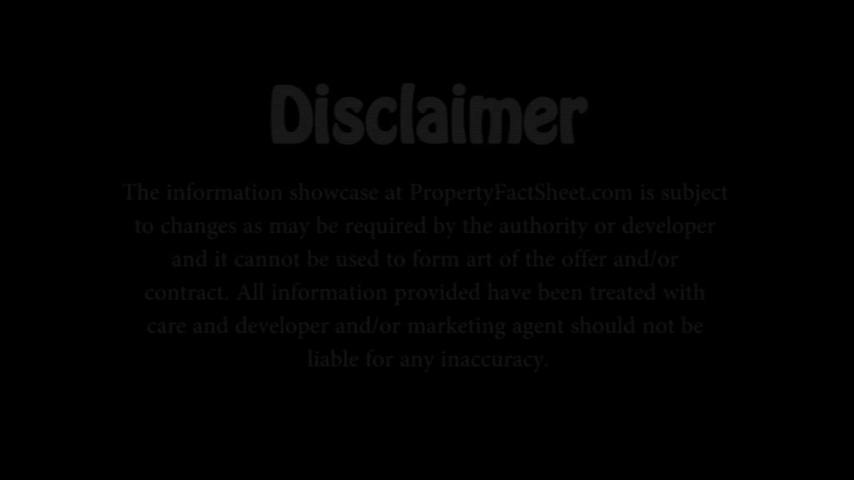 Disclaimer
The information showcase at PropertyFactSheet.com is subject
to changes as may be required by the authority or developer
and it cannot be used to form art of the offer and/or
contract. All information provided have been treated with
care and developer and/or marketing agent should not be
liable for any inaccuracy.